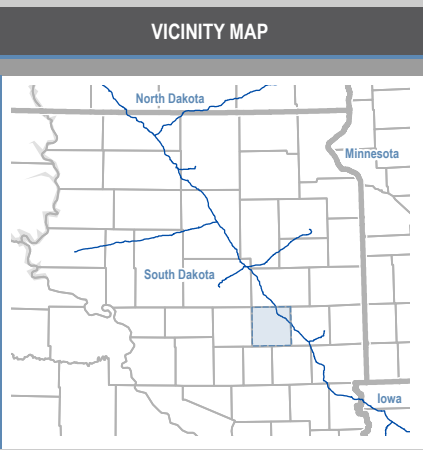 VICINITY MAP
North Dakota
Minnesota
South Dakota
Iowa